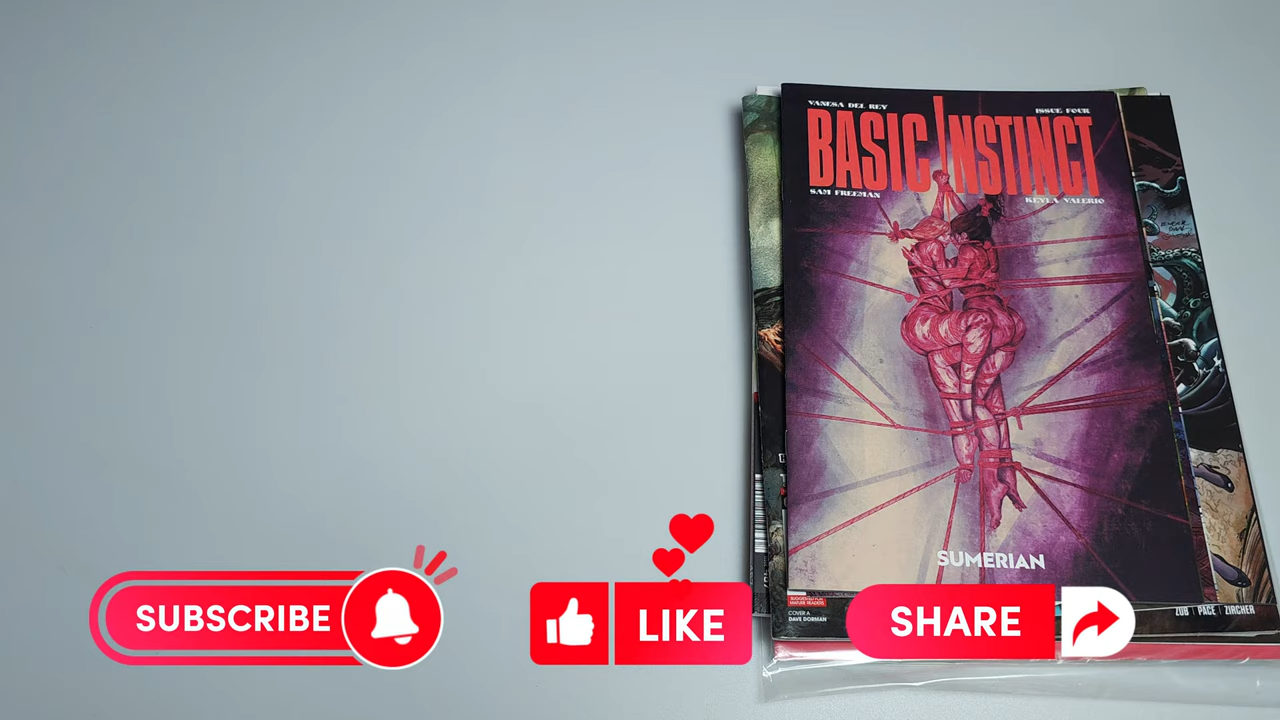 VANESA DEL REY
ISSUE FOUR
BASIC INSTINCT
SAM FREEMAN
KEYLA VALERIO
SUMERIAN
SUGGESTED FOR
MATURE READERS
COVER A
DAVE DORMAN
ZUB | PACE | ZIRCHER
SUBSCRIBE
LIKE
SHARE